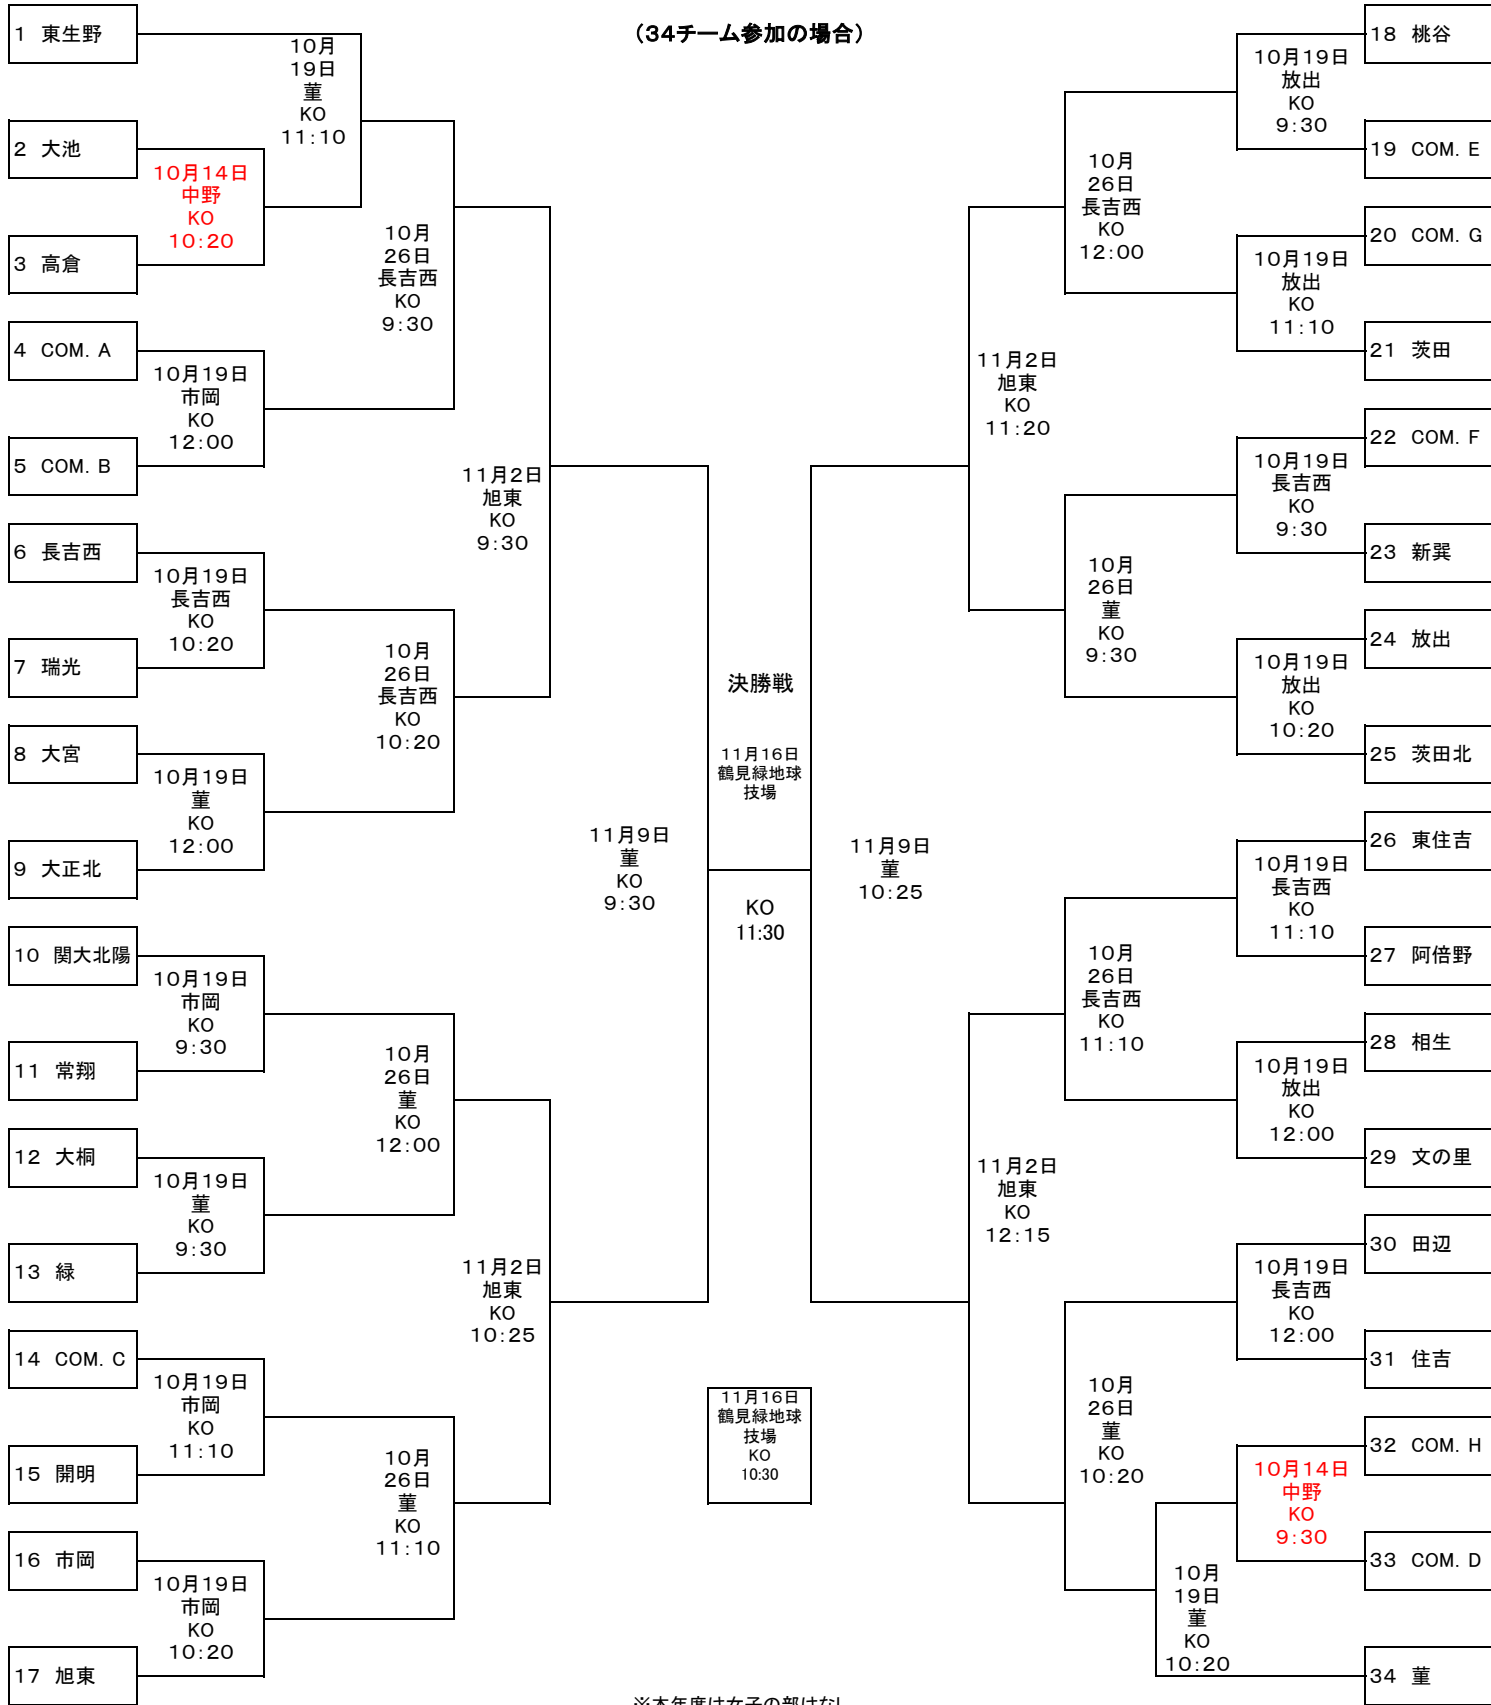 （34チーム参加の場合）
1 東生野
10月
19日
菫
KO
11:10
2 大池
10月14日
中野
KO
10:20
3 高倉
10月
26日
長吉西
KO
9:30
4 COM. A
10月19日
市岡
KO
12:00
5 COM. B
11月2日
旭東
KO
9:30
6 長吉西
10月19日
長吉西
KO
10:20
7 瑞光
10月
26日
長吉西
KO
10:20
8 大宮
10月19日
菫
KO
12:00
9 大正北
11月9日
菫
KO
9:30
10 関大北陽
10月19日
市岡
KO
9:30
11 常翔
10月
26日
菫
KO
12:00
12 大桐
10月19日
菫
KO
9:30
13 緑
11月2日
旭東
KO
10:25
14 COM. C
10月19日
市岡
KO
11:10
15 開明
10月
26日
菫
KO
11:10
16 市岡
10月19日
市岡
KO
10:20
17 旭東
決勝戦
11月16日
鶴見緑地球
技場
KO
11:30
11月16日
鶴見緑地球
技場
KO
10:30
18 桃谷
10月19日
放出
KO
9:30
19 COM. E
10月
26日
長吉西
KO
12:00
20 COM. G
10月19日
放出
KO
11:10
21 茨田
11月2日
旭東
KO
11:20
22 COM. F
10月19日
長吉西
KO
9:30
23 新巽
10月
26日
菫
KO
9:30
24 放出
10月19日
放出
KO
10:20
25 茨田北
11月9日
菫
10:25
26 東住吉
10月19日
長吉西
KO
11:10
27 阿倍野
10月
26日
長吉西
KO
11:10
28 相生
10月19日
放出
KO
12:00
29 文の里
11月2日
旭東
KO
12:15
30 田辺
10月19日
長吉西
KO
12:00
31 住吉
10月
26日
菫
KO
10:20
32 COM. H
10月14日
中野
KO
9:30
33 COM. D
10月
19日
菫
KO
10:20
34 菫
※本年度は女子の部はなし